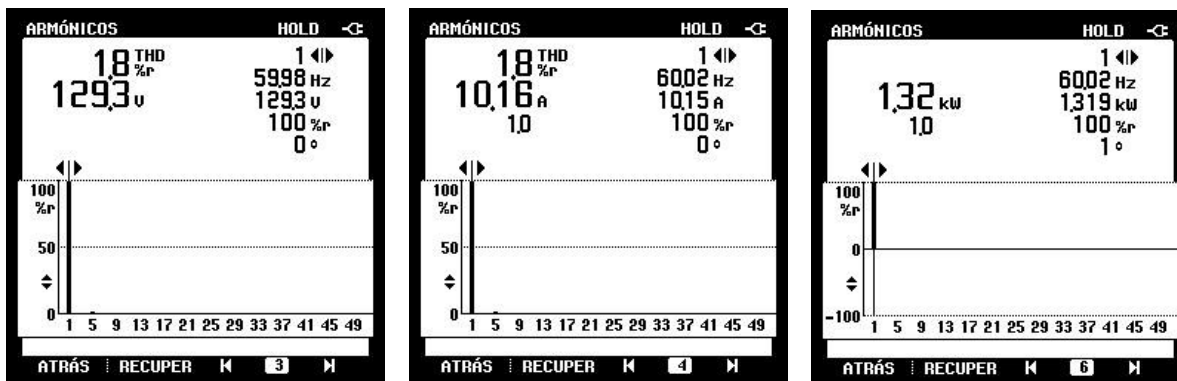 ARMÓNICOS HOLD
1,8 THD %r
129,3 V
1
59,98 Hz
129,3 V
100 %r
0 °
100
%r
50
0
1 5 9 13 17 21 25 29 33 37 41 45 49
ATRÁS RECUPER 3
ARMÓNICOS HOLD
1,8 THD %r
10,16 A
1,0
1
60,02 Hz
10,15 A
100 %r
0 °
100
%r
50
0
1 5 9 13 17 21 25 29 33 37 41 45 49
ATRÁS RECUPER 4
ARMÓNICOS HOLD
1,32 kW
1,0
1
60,02 Hz
1,319 kW
100 %r
1 °
100
%r
0
-100
1 5 9 13 17 21 25 29 33 37 41 45 49
ATRÁS RECUPER 6